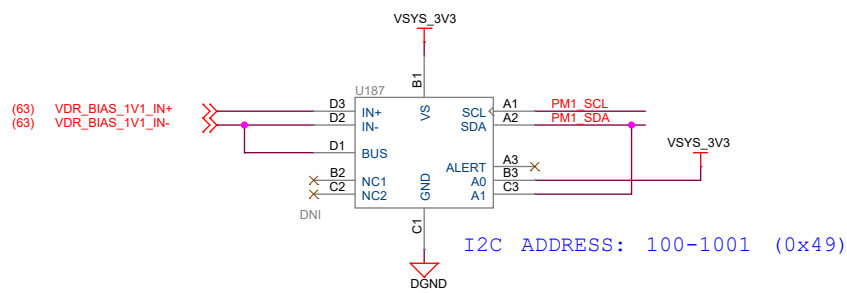 VSYS_3V3
B1
U187
(63) VDR_BIAS_1V1_IN+ D3 IN+ VS SCL A1 PM1_SCL
(63) VDR_BIAS_1V1_IN- D2 IN- SDA A2 PM1_SDA
VSYS_3V3
D1 BUS
ALERT A3
B2 NC1 A0 B3
C2 NC2 GND A1 C3
DNI
C1
I2C ADDRESS: 100-1001 (0x49)
DGND